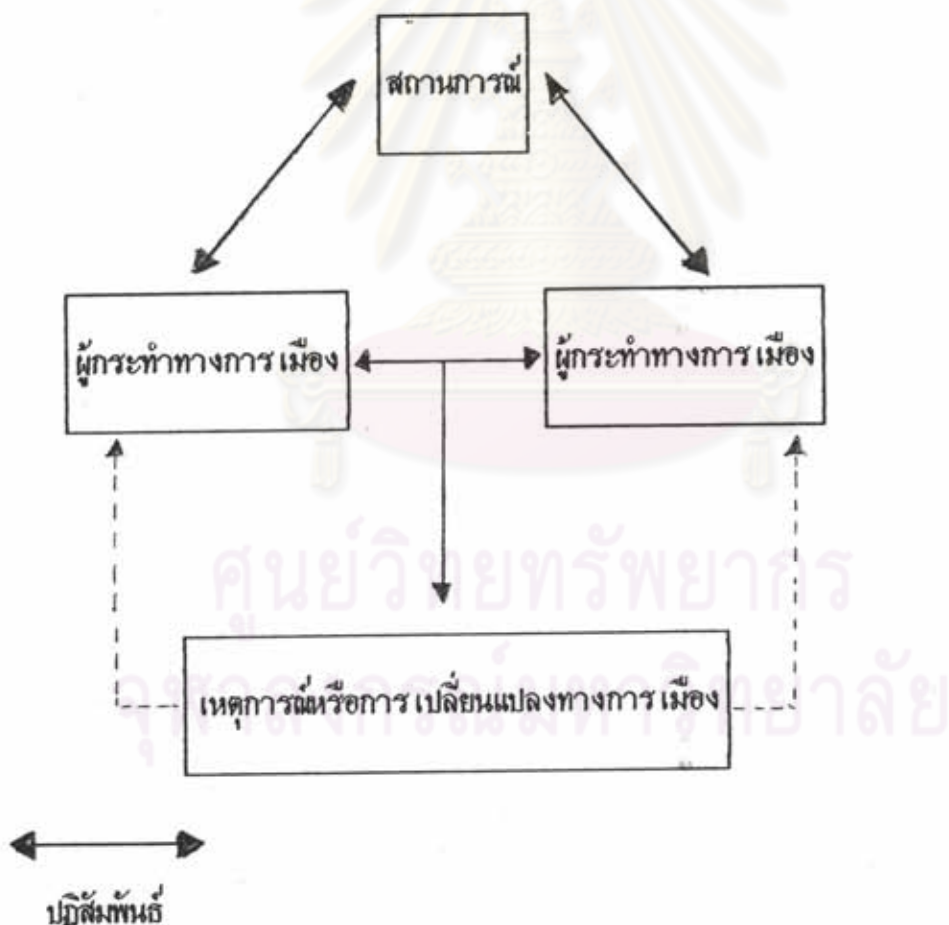 สถานการณ์
ผู้กระทำทางการ เมือง
ผู้กระทำทางการ เมือง
ศูนย์วิทยทรัพยากร
จุฬาลงกรณ์มหาวิทยาลัย
เหตุการณ์หรือการ เปลี่ยนแปลงทางการ เมือง
ปฏิสัมพันธ์